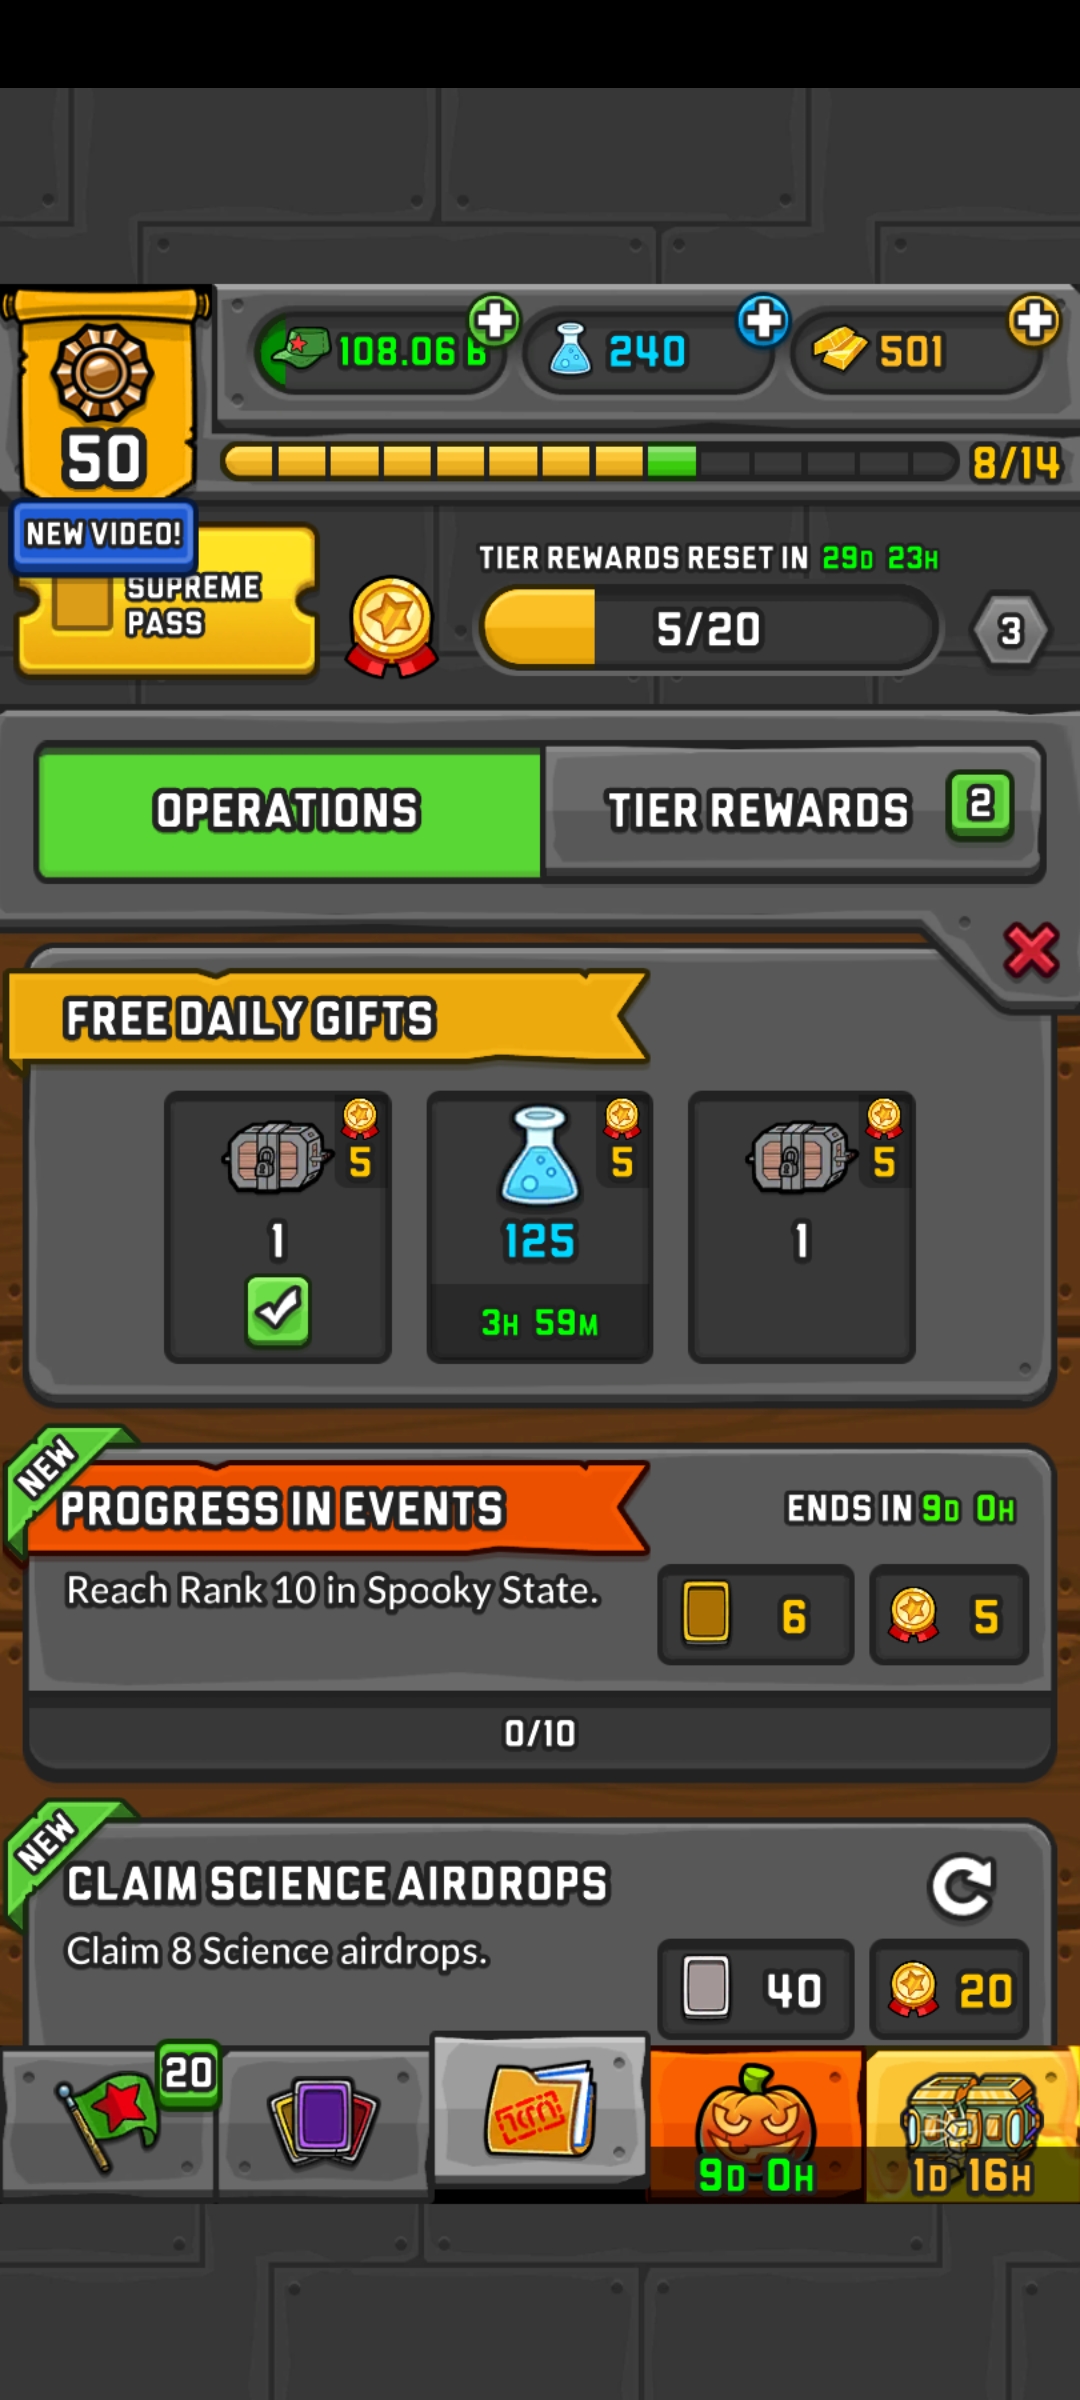 108.06 B
240
501
50
8/14
NEW VIDEO!
SUPREME
PASS
TIER REWARDS RESET IN 29D 23H
5/20
3
OPERATIONS
TIER REWARDS
2
FREE DAILY GIFTS
5
5
5
1
125
1
3H 59M
NEW
PROGRESS IN EVENTS
ENDS IN 9D 0H
Reach Rank 10 in Spooky State.
6
5
0/10
NEW
CLAIM SCIENCE AIRDROPS
Claim 8 Science airdrops.
40
20
20
9D 0H
1D 16H